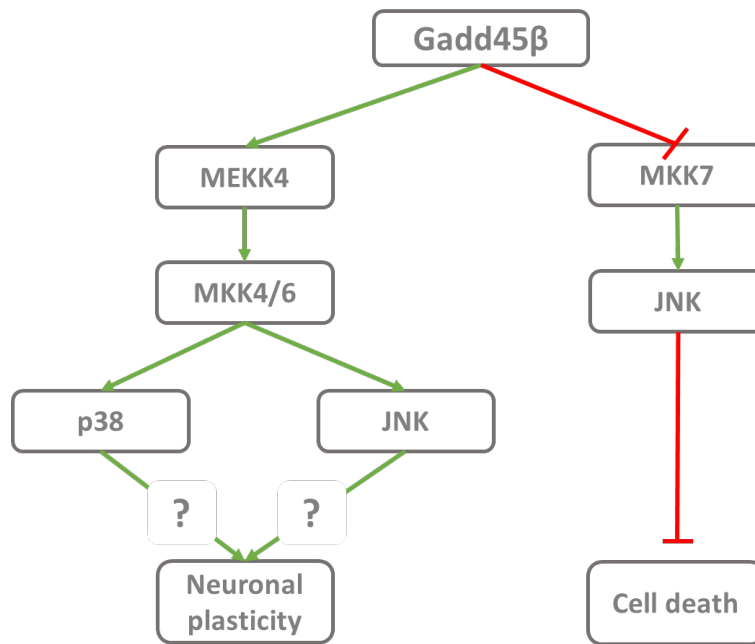 Gadd45β
MEKK4
MKK7
MKK4/6
JNK
p38
JNK
?
?
Neuronal
plasticity
Cell death